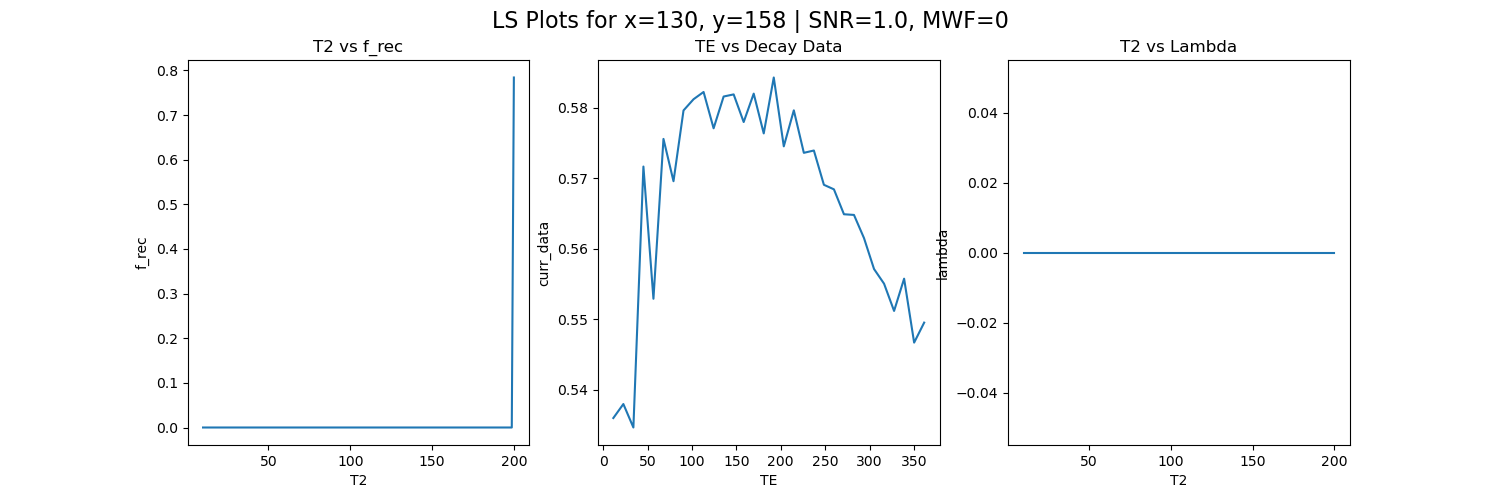 LS Plots for x=130, y=158 | SNR=1.0, MWF=0
T2 vs f_rec
f_rec
0.8
0.7
0.6
0.5
0.4
0.3
0.2
0.1
0.0
50 100 150 200
T2
TE vs Decay Data
curr_data
0.58
0.57
0.56
0.55
0.54
0 50 100 150 200 250 300 350
TE
T2 vs Lambda
lambda
0.04
0.02
0.00
−0.02
−0.04
50 100 150 200
T2